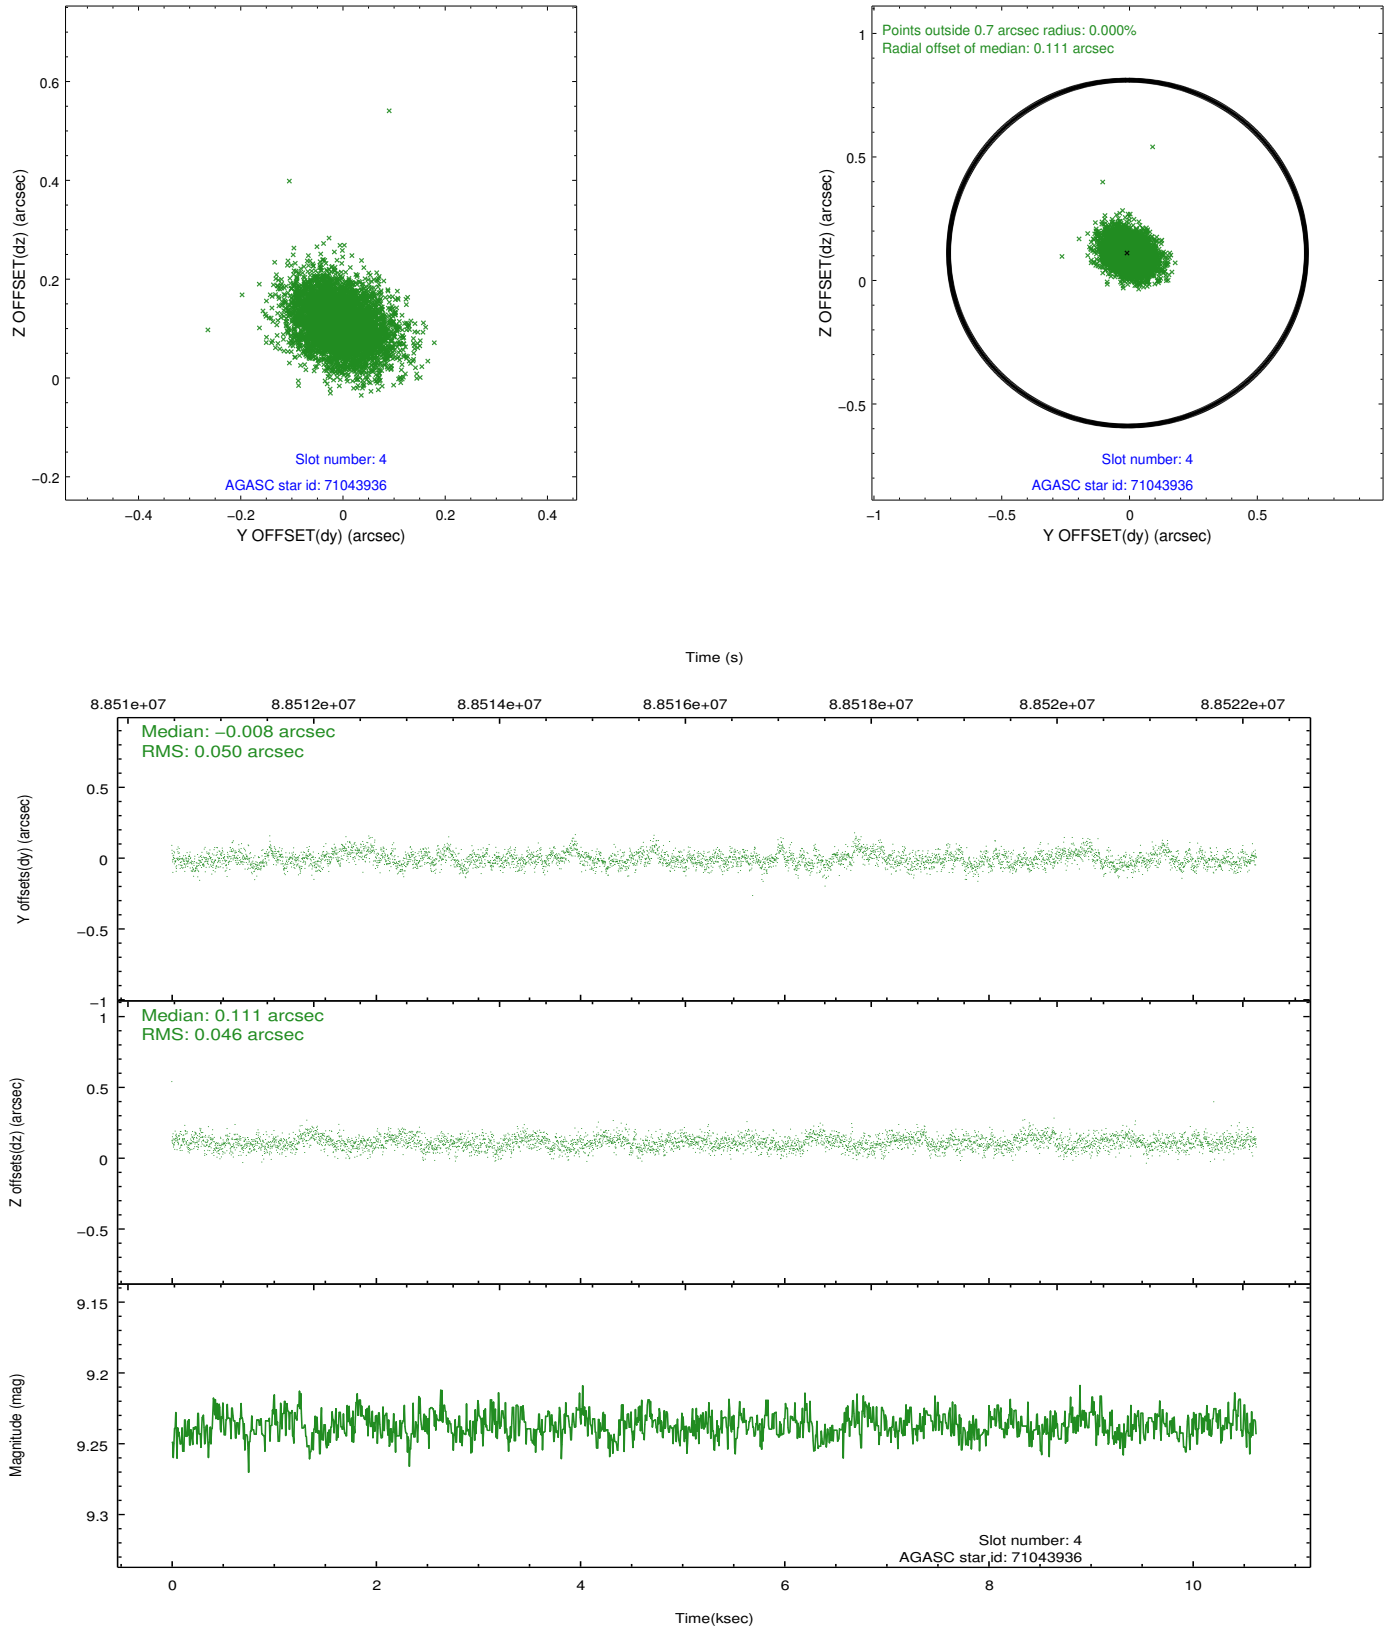 0.6
0.4
0.2
0
−0.2
Z OFFSET(dz) (arcsec)
Slot number: 4
AGASC star id: 71043936
−0.4 −0.2 0 0.2 0.4
Y OFFSET(dy) (arcsec)
Points outside 0.7 arcsec radius: 0.000%
Radial offset of median: 0.111 arcsec
1
0.5
0
−0.5
Z OFFSET(dz) (arcsec)
Slot number: 4
AGASC star id: 71043936
−1 −0.5 0 0.5
Y OFFSET(dy) (arcsec)
Time (s)
8.851e+07 8.8512e+07 8.8514e+07 8.8516e+07 8.8518e+07 8.852e+07 8.8522e+07
Median: −0.008 arcsec
RMS: 0.050 arcsec
0.5
0
−0.5
−1
Y offsets(dy) (arcsec)
Median: 0.111 arcsec
RMS: 0.046 arcsec
1
0.5
0
−0.5
Z offsets(dz) (arcsec)
9.15
9.2
9.25
9.3
Magnitude (mag)
Slot number: 4
AGASC star id: 71043936
0 2 4 6 8 10
Time(ksec)